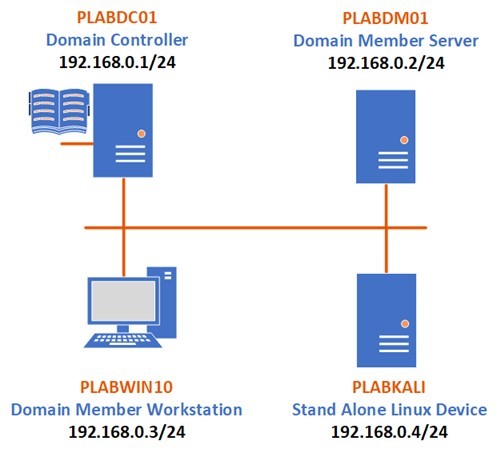 PLABDC01
Domain Controller
192.168.0.1/24
PLABDM01
Domain Member Server
192.168.0.2/24
PLABWIN10
Domain Member Workstation
192.168.0.3/24
PLABKALI
Stand Alone Linux Device
192.168.0.4/24